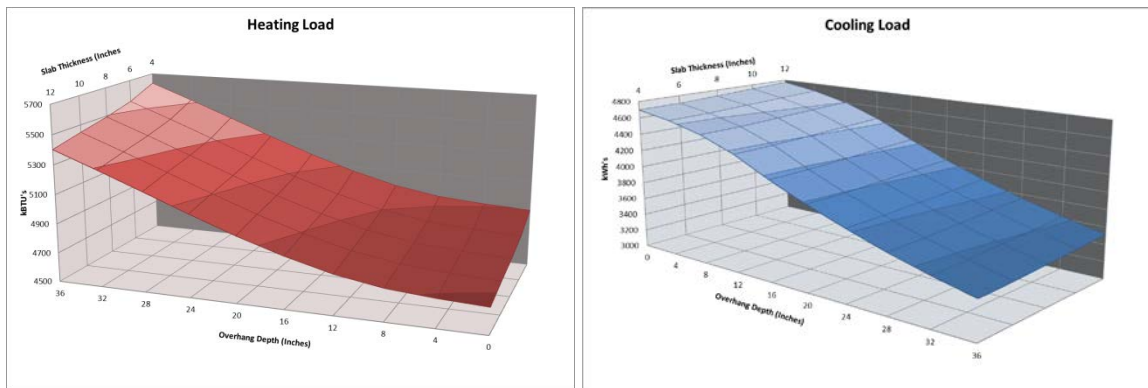 Heating Load
Slab Thickness (Inches
12 10 8 6 4
5700
5500
5300
5100
4900
4700
4500
kBTU's
36 32 28 24 20 16 12 8 4 0
Overhang Depth (Inches)
Cooling Load
Slab Thickness (Inches)
4 6 8 10 12
4800
4600
4400
4200
4000
3800
3600
3400
3200
3000
kWh's
0 4 8 12 16 20 24 28 32 36
Overhang Depth (Inches)